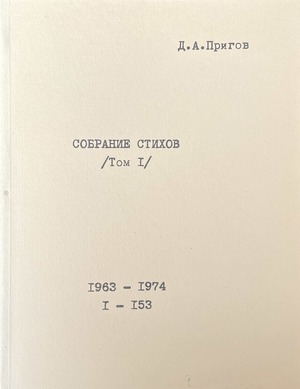 Д.А.Пригов
СОБРАНИЕ СТИХОВ
/Том I/
I963 - I974
I - I53